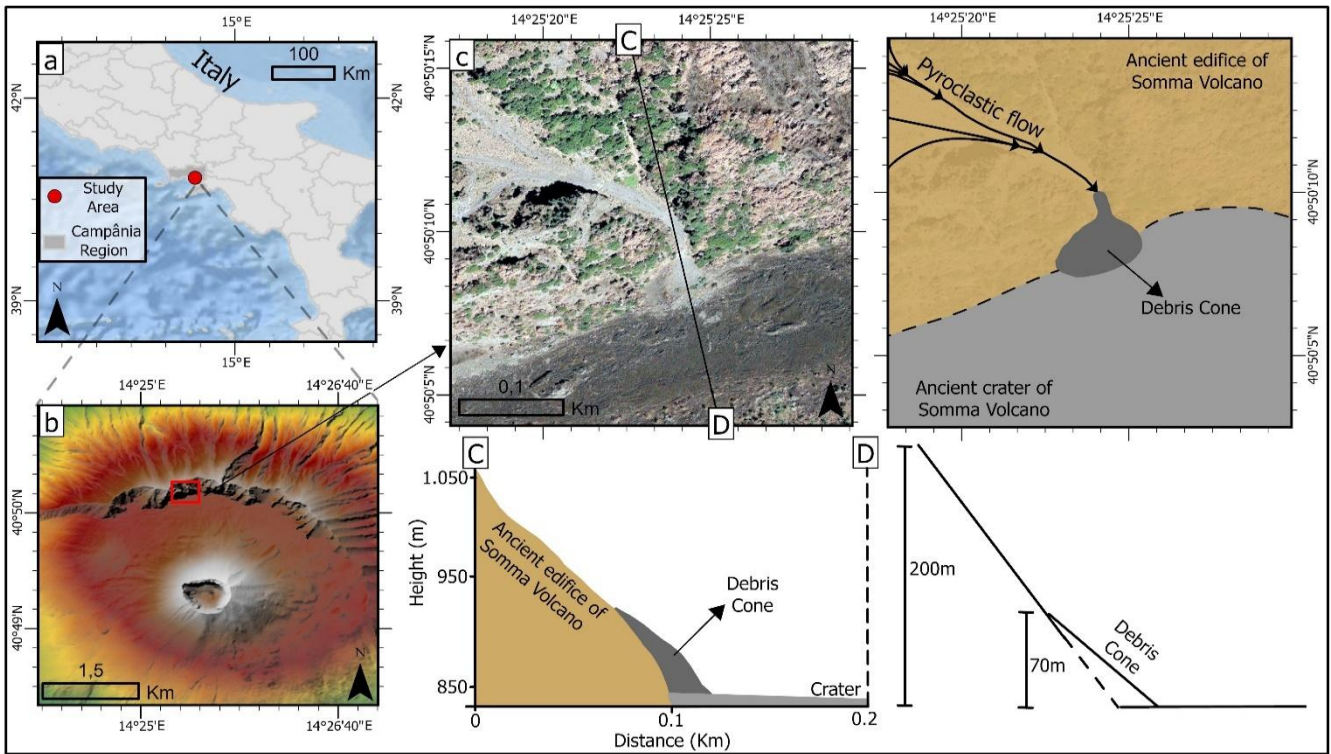 15°E
a
Italy
100
Km
42°N
42°N
Study
Area
Campânia
Region
39°N
39°N
N
15°E
14°25'E
14°26'40"E
b
40°50'N
40°49'N
1,5
Km
N
14°25'E
14°26'40"E
14°25'20"E
14°25'25"E
C
c
40°50'15"N
40°50'10"N
40°50'5"N
0,1
Km
D
N
14°25'20"E
14°25'25"E
Ancient edifice of
Somma Volcano
Pyroclastic flow
Debris Cone
Ancient crater of
Somma Volcano
40°50'10"N
40°50'5"N
C
D
1.050
950
850
Height (m)
Ancient edifice of
Somma Volcano
Debris
Cone
Crater
0
0.1
0.2
Distance (Km)
200m
70m
Debris
Cone